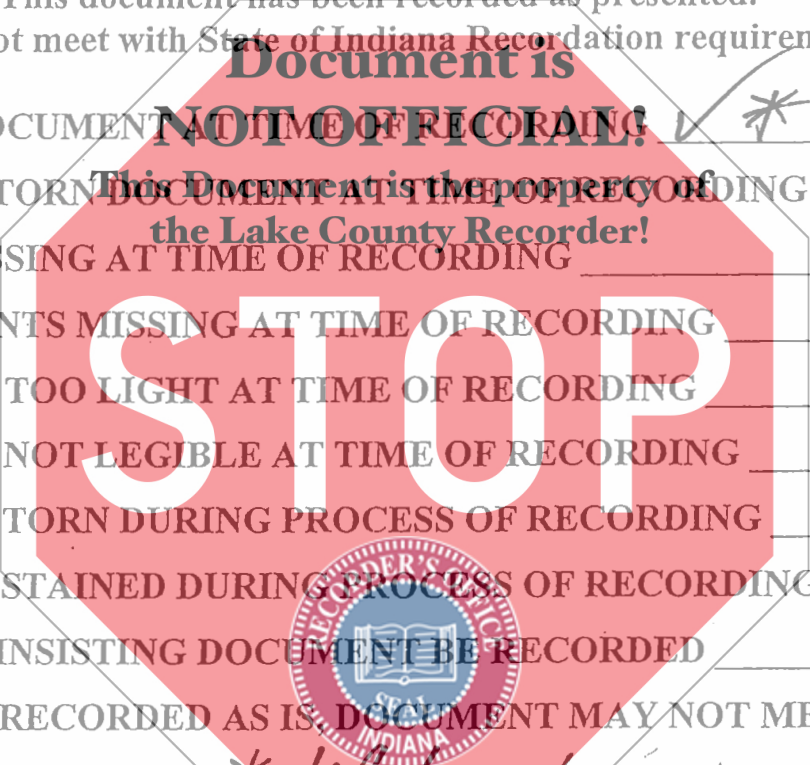 This document has been recorded as presented.
ot meet with State of Indiana Recordation requirem
Document is
NOT OFFICIAL!
OCUMENT AT TIME OF RECORDING
This Document is the property of
TORN DOCUMENT AT TIME OF RECORDING
the Lake County Recorder!
SSING AT TIME OF RECORDING
NTS MISSING AT TIME OF RECORDING
STOP
TOO LIGHT AT TIME OF RECORDING
NOT LEGIBLE AT TIME OF RECORDING
TORN DURING PROCESS OF RECORDING
STAINED DURING PROCESS OF RECORDING
RECORDER'S OFFICE
INSISTING DOCUMENT BE RECORDED
SEAL
RECORDED AS IS, DOCUMENT MAY NOT ME
INDIANA